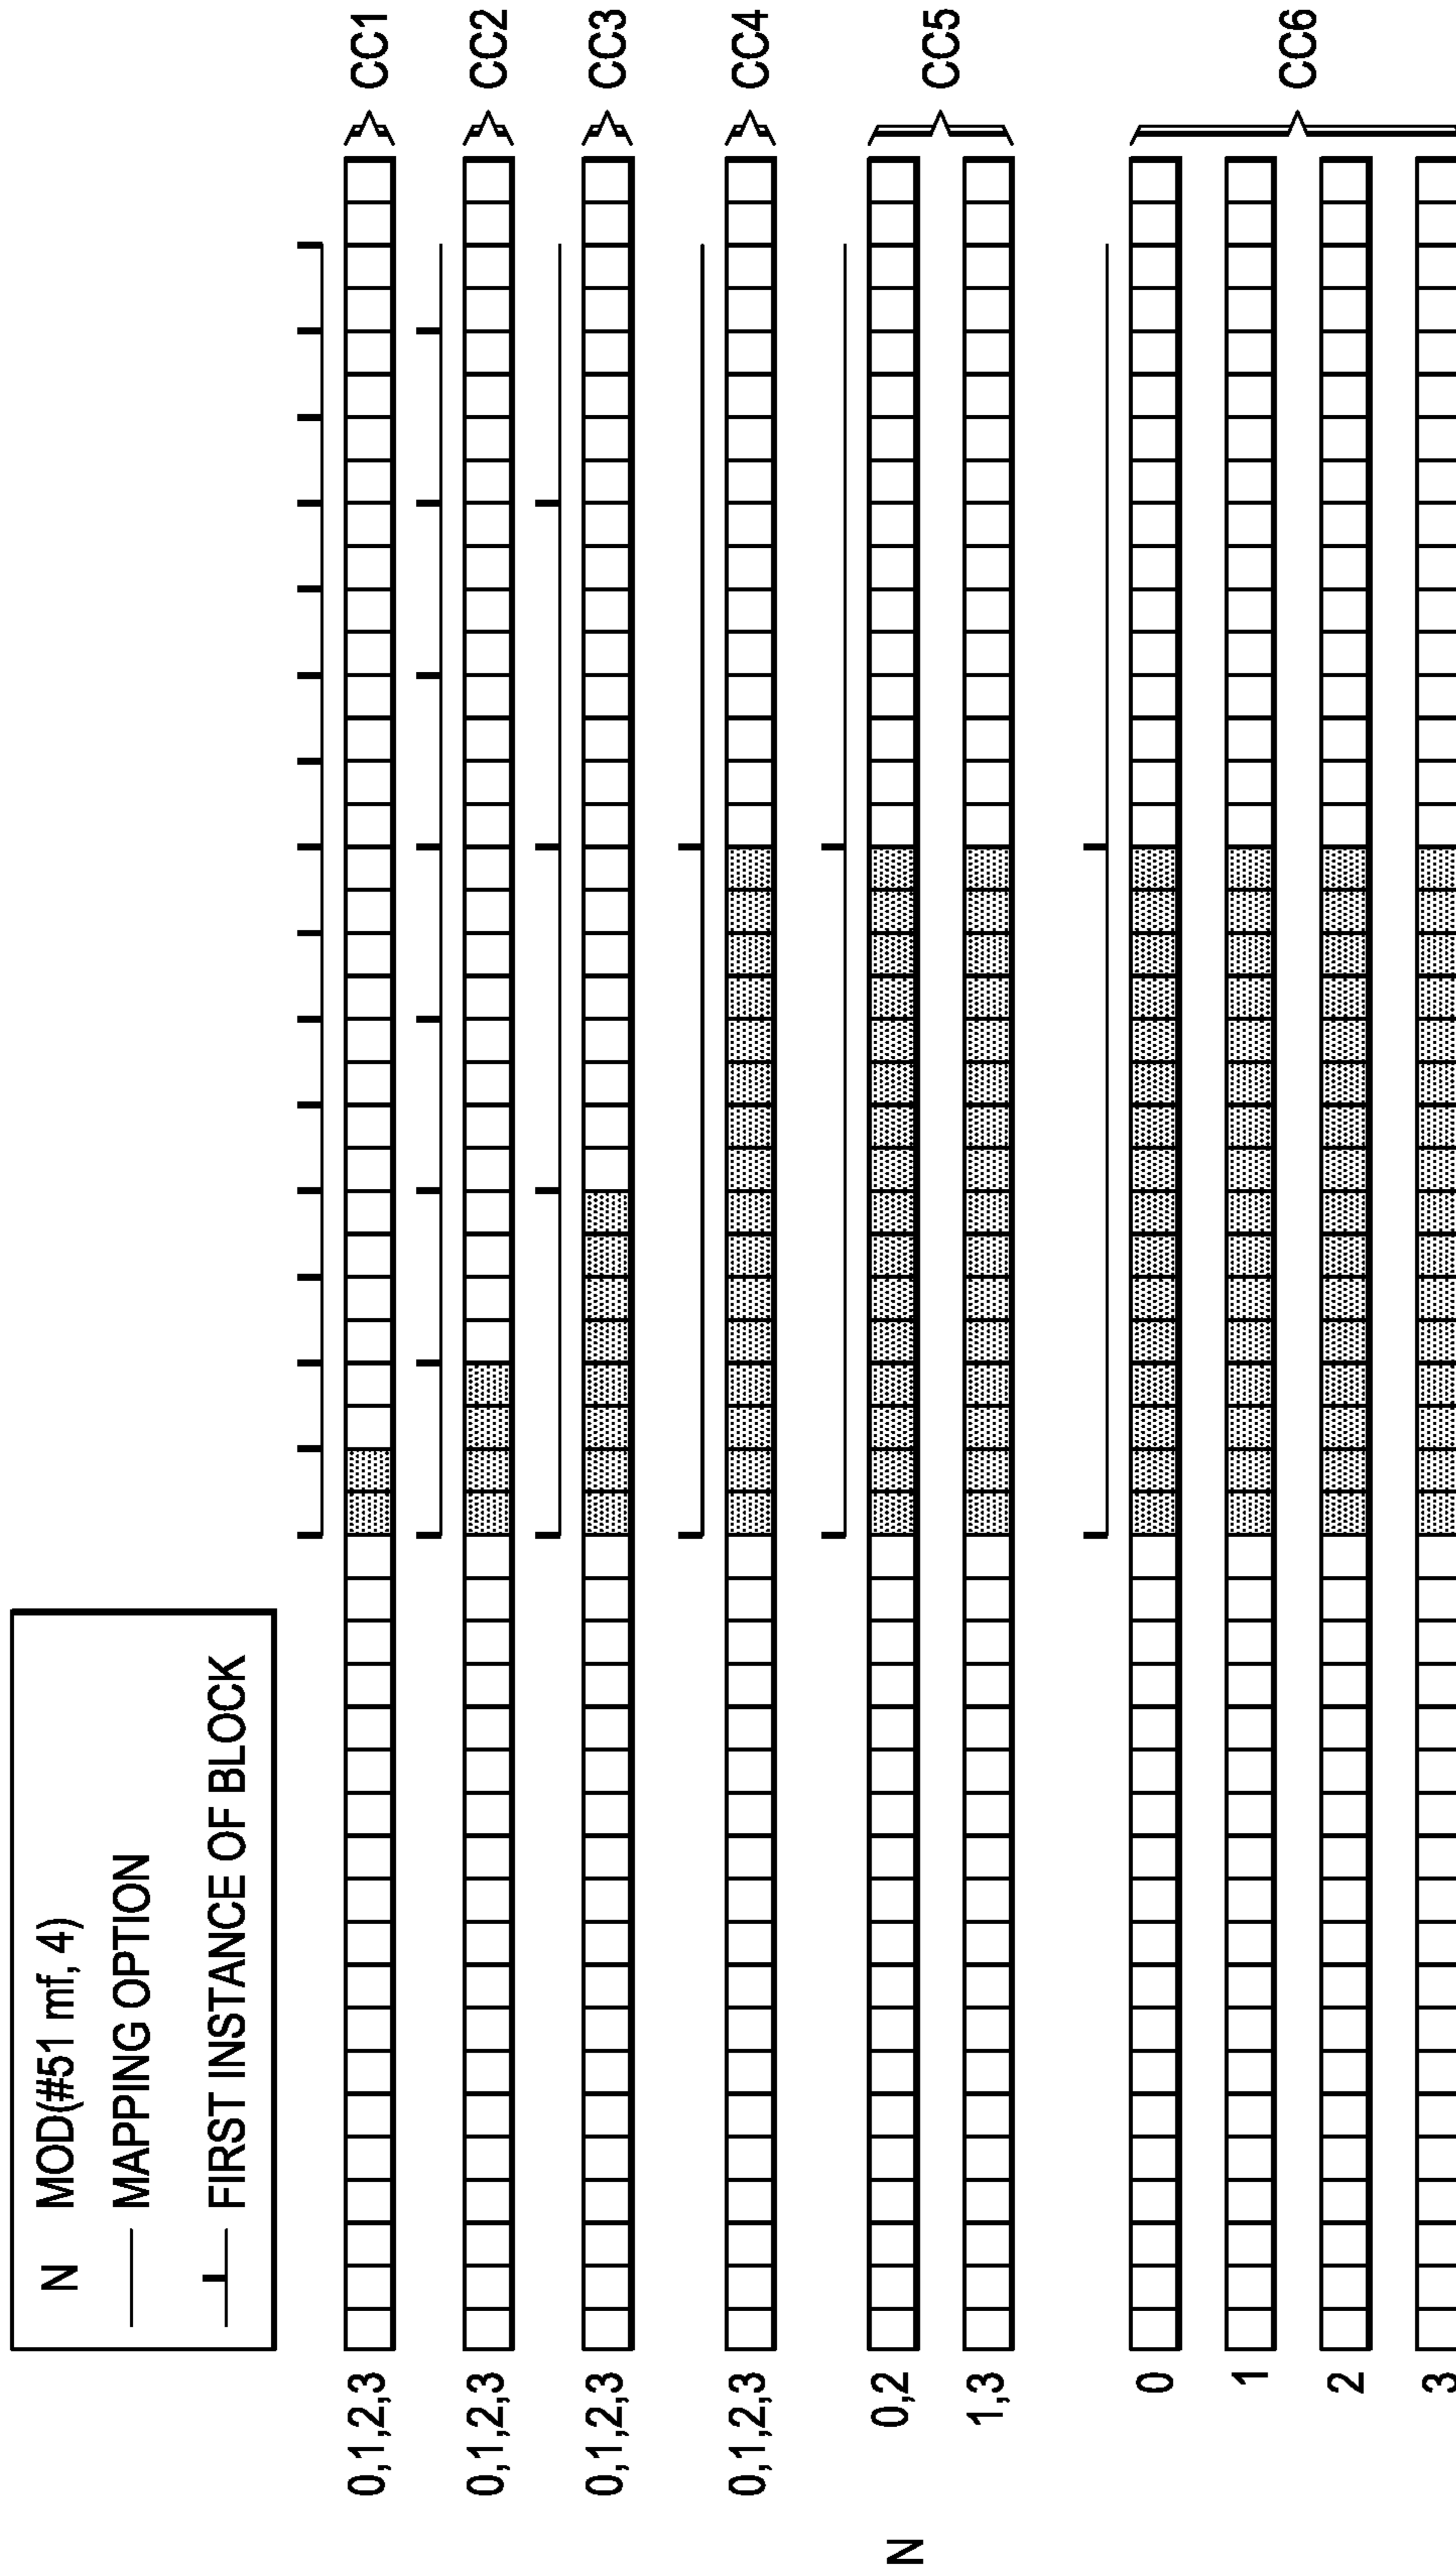 N MOD(#51 mf, 4)
MAPPING OPTION
FIRST INSTANCE OF BLOCK
0,1,2,3 CC1
0,1,2,3 CC2
0,1,2,3 CC3
0,1,2,3 CC4
N
0,2 CC5
1,3
0 CC6
1
2
3